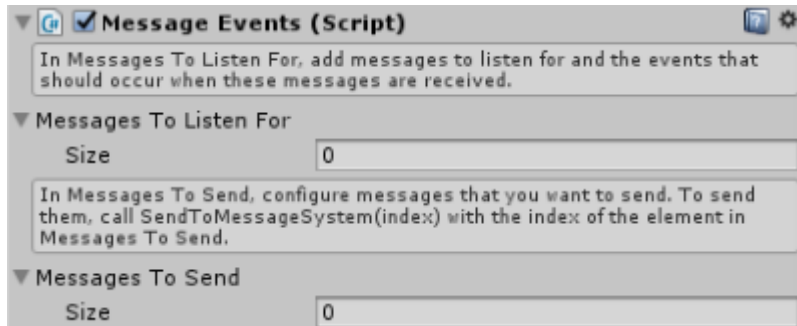 Message Events (Script)
In Messages To Listen For, add messages to listen for and the events that
should occur when these messages are received.
Messages To Listen For
Size 0
In Messages To Send, configure messages that you want to send. To send
them, call SendToMessageSystem(index) with the index of the element in
Messages To Send.
Messages To Send
Size 0